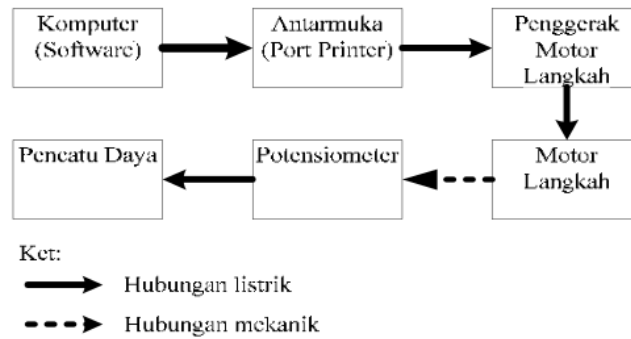 Komputer
(Software)
Antarmuka
(Port Printer)
Penggerak
Motor
Langkah
Pencatu Daya
Potensiometer
Motor
Langkah
Ket:
Hubungan listrik
Hubungan mekanik